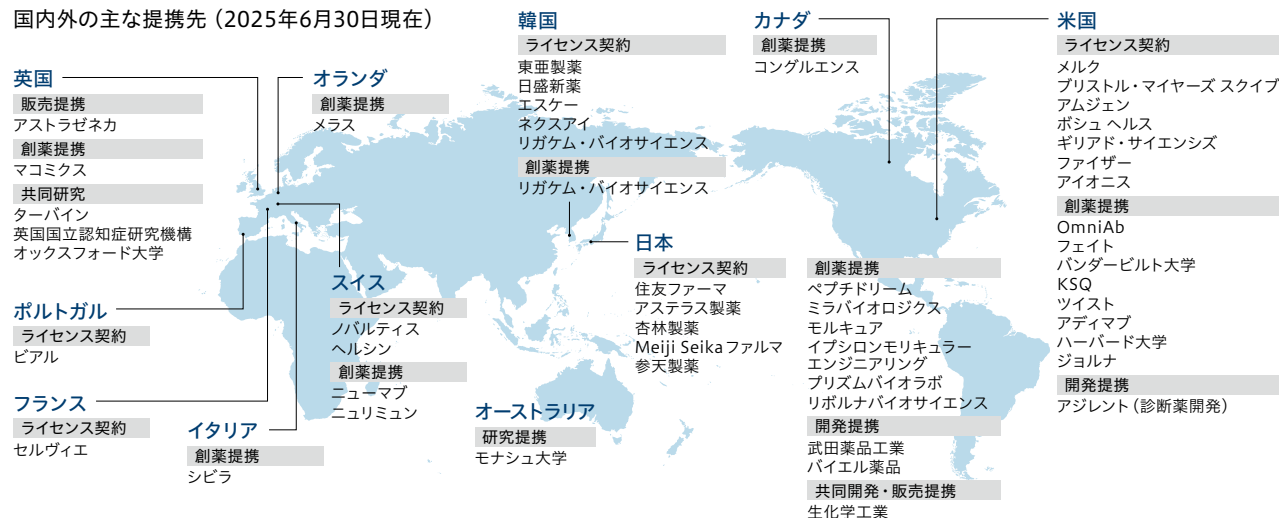 国内外の主な提携先（2025年6月30日現在）
英国
販売提携
アストラゼネカ
創薬提携
マコミクス
共同研究
タ―バイン
英国国立認知症研究機構
オックスフォード大学
オランダ
創薬提携
メラス
ポルトガル
ライセンス契約
ビアル
フランス
ライセンス契約
セルヴィエ
イタリア
創薬提携
シビラ
スイス
ライセンス契約
ノバルティス
ヘルシン
創薬提携
ニューマブ
ニュリミュン
韓国
ライセンス契約
東亜製薬
日盛新薬
エスケー
ネクスアイ
リガケム・バイオサイエンス
創薬提携
リガケム・バイオサイエンス
オーストラリア
研究提携
モナシュ大学
日本
ライセンス契約
住友ファーマ
アステラス製薬
杏林製薬
Meiji Seikaファルマ
参天製薬
創薬提携
ペプチドリーム
ミラバイオロジクス
モルキュア
イプシロンモリキュラー
エンジニアリング
プリズムバイオラボ
リボルナバイオサイエンス
開発提携
武田薬品工業
バイエル薬品
共同開発・販売提携
生化学工業
カナダ
創薬提携
コングルエンス
米国
ライセンス契約
メルク
ブリストル・マイヤーズ スクイブ
アムジェン
ボシュ ヘルス
ギリアド・サイエンシズ
ファイザー
アイオニス
創薬提携
OmniAb
フェイト
バンダービルト大学
KSQ
ツイスト
アディマブ
ハーバード大学
ジョルナ
開発提携
アジレント（診断薬開発）